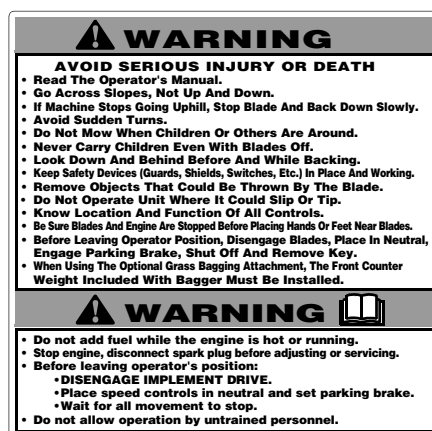 WARNING
AVOID SERIOUS INJURY OR DEATH
• Read The Operator's Manual.
• Go Across Slopes, Not Up And Down.
• If Machine Stops Going Uphill, Stop Blade And Back Down Slowly.
• Avoid Sudden Turns.
• Do Not Mow When Children Or Others Are Around.
• Never Carry Children Even With Blades Off.
• Look Down And Behind Before And While Backing.
• Keep Safety Devices (Guards, Shields, Switches, Etc.) In Place And Working.
• Remove Objects That Could Be Thrown By The Blade.
• Do Not Operate Unit Where It Could Slip Or Tip.
• Know Location And Function Of All Controls.
• Be Sure Blades And Engine Are Stopped Before Placing Hands Or Feet Near Blades.
• Before Leaving Operator Position, Disengage Blades, Place In Neutral,
Engage Parking Brake, Shut Off And Remove Key.
• When Using The Optional Grass Bagging Attachment, The Front Counter
Weight Included With Bagger Must Be Installed.
WARNING
• Do not add fuel while the engine is hot or running.
• Stop engine, disconnect spark plug before adjusting or servicing.
• Before leaving operator's position:
•DISENGAGE IMPLEMENT DRIVE.
•Place speed controls in neutral and set parking brake.
•Wait for all movement to stop.
• Do not allow operation by untrained personnel.